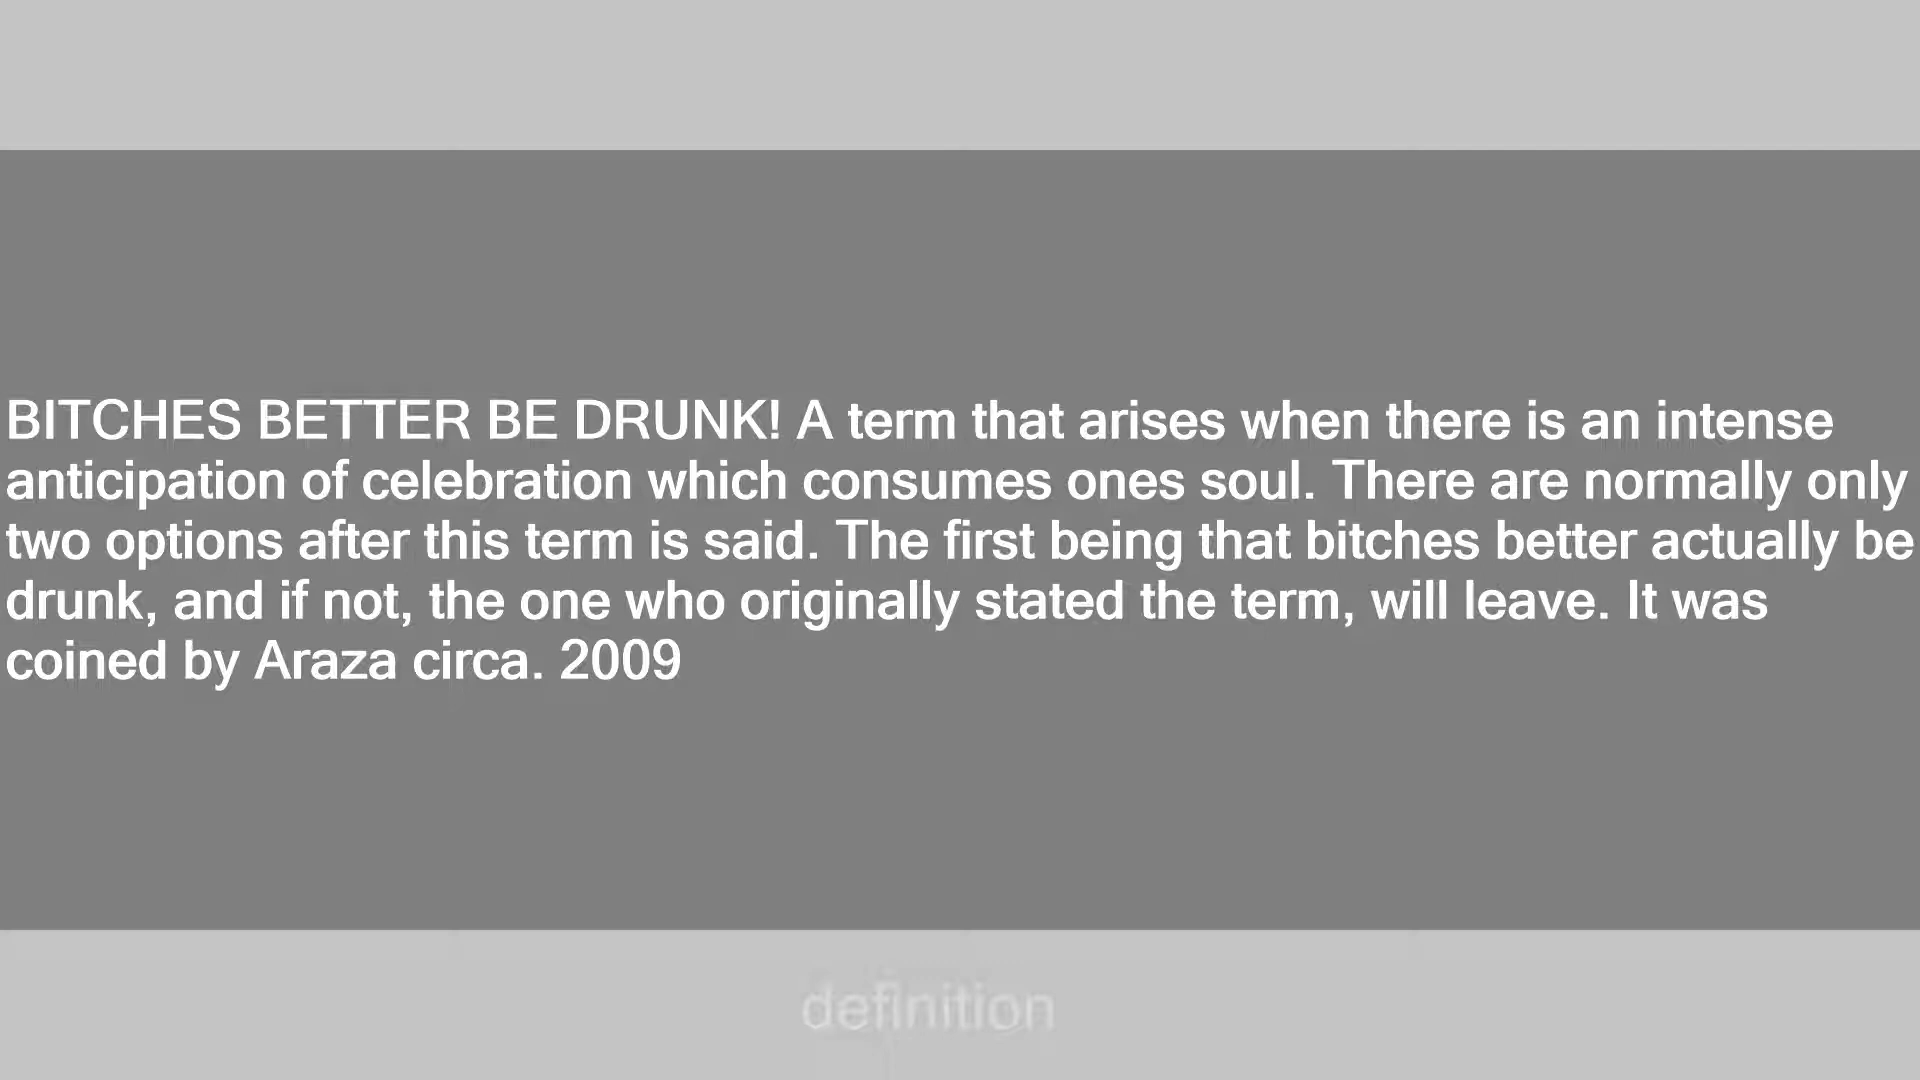 BITCHES BETTER BE DRUNK! A term that arises when there is an intense
anticipation of celebration which consumes ones soul. There are normally only
two options after this term is said. The first being that bitches better actually be
drunk, and if not, the one who originally stated the term, will leave. It was
coined by Araza circa. 2009
definition